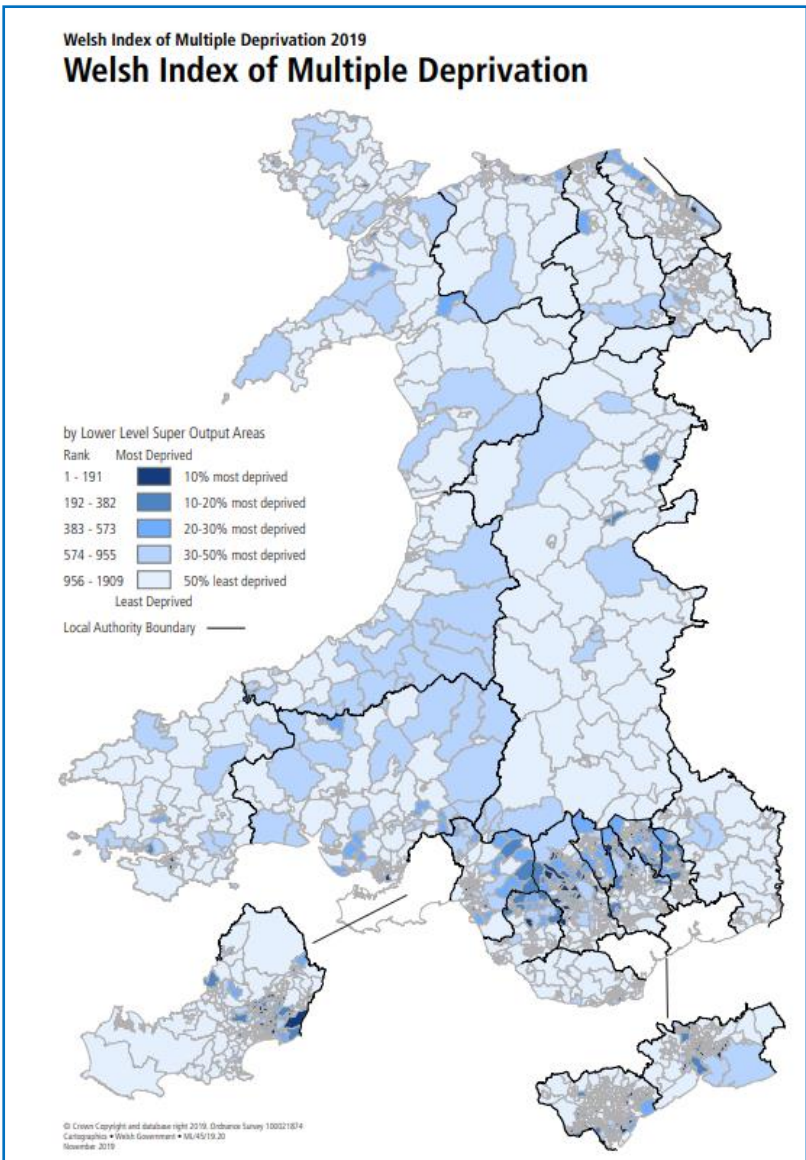 Welsh Index of Multiple Deprivation 2019
Welsh Index of Multiple Deprivation
by Lower Level Super Output Areas
Rank Most Deprived
1 - 191 10% most deprived
192 - 382 10-20% most deprived
383 - 573 20-30% most deprived
574 - 955 30-50% most deprived
956 - 1909 50% least deprived
Least Deprived
Local Authority Boundary
© Crown Copyright and database right 2019. Ordnance Survey 100021874
Cartographics • Welsh Government • ML/45/19.20
November 2019